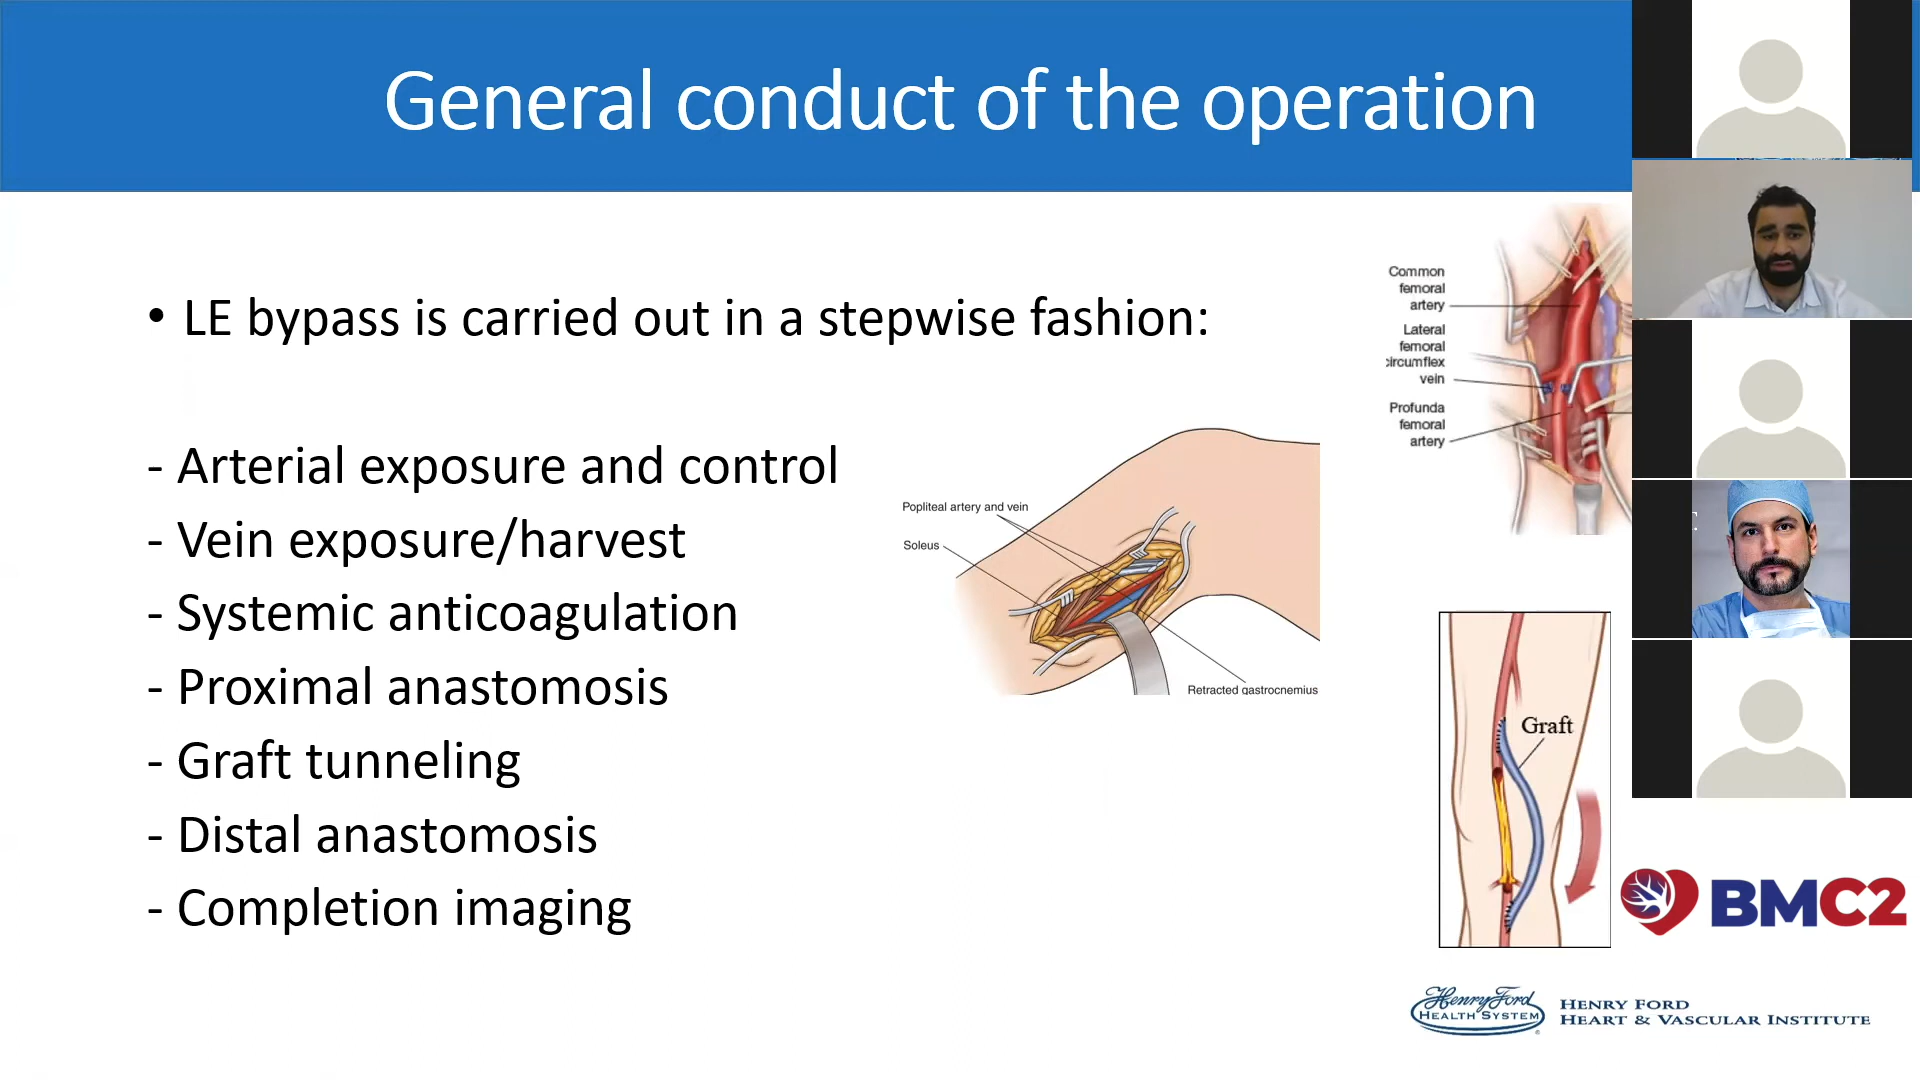 General conduct of the operation
• LE bypass is carried out in a stepwise fashion:
- Arterial exposure and control
- Vein exposure/harvest
- Systemic anticoagulation
- Proximal anastomosis
- Graft tunneling
- Distal anastomosis
- Completion imaging
Popliteal artery and vein
Soleus
Retracted gastrocnemius
Common
femoral
artery
Lateral
femoral
circumflex
vein
Profunda
femoral
artery
Graft
BMC2
Henry Ford
HEALTH SYSTEM
HENRY FORD
HEART & VASCULAR INSTITUTE